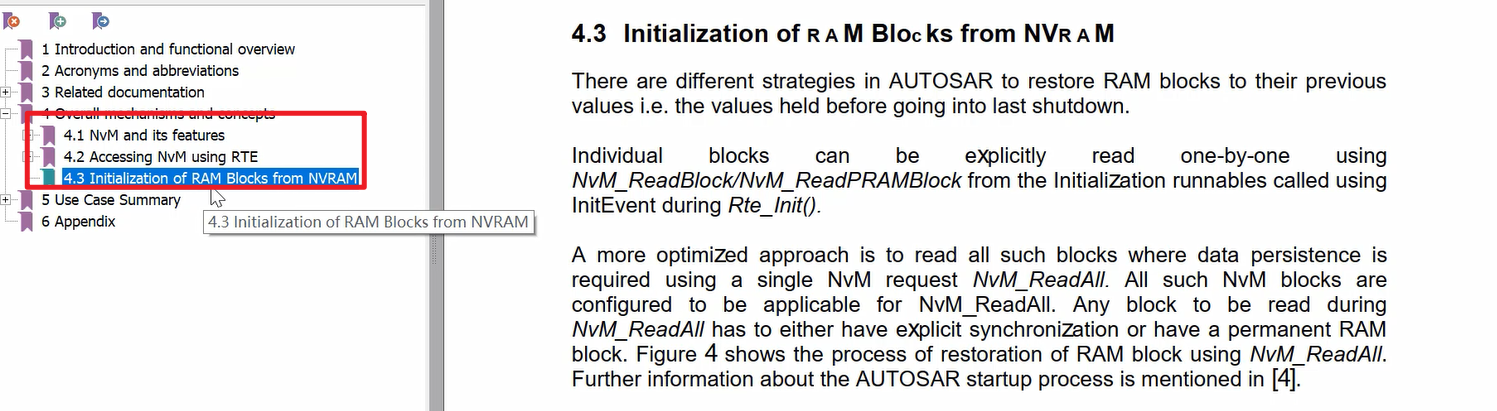 1 Introduction and functional overview
2 Acronyms and abbreviations
3 Related documentation
4 Overall mechanisms and concepts
4.1 NvM and its features
4.2 Accessing NvM using RTE
4.3 Initialization of RAM Blocks from NVRAM
5 Use Case Summary
4.3 Initialization of RAM Blocks from NVRAM
6 Appendix
4.3 Initialization of RAM Blocks from NVRAM
There are different strategies in AUTOSAR to restore RAM blocks to their previous
values i.e. the values held before going into last shutdown.
Individual blocks can be explicitly read one-by-one using
NvM_ReadBlock/NvM_ReadPRAMBlock from the Initialization runnables called using
InitEvent during Rte_Init().
A more optimized approach is to read all such blocks where data persistence is
required using a single NvM request NvM_ReadAll. All such NvM blocks are
configured to be applicable for NvM_ReadAll. Any block to be read during
NvM_ReadAll has to either have explicit synchronization or have a permanent RAM
block. Figure 4 shows the process of restoration of RAM block using NvM_ReadAll.
Further information about the AUTOSAR startup process is mentioned in [4].